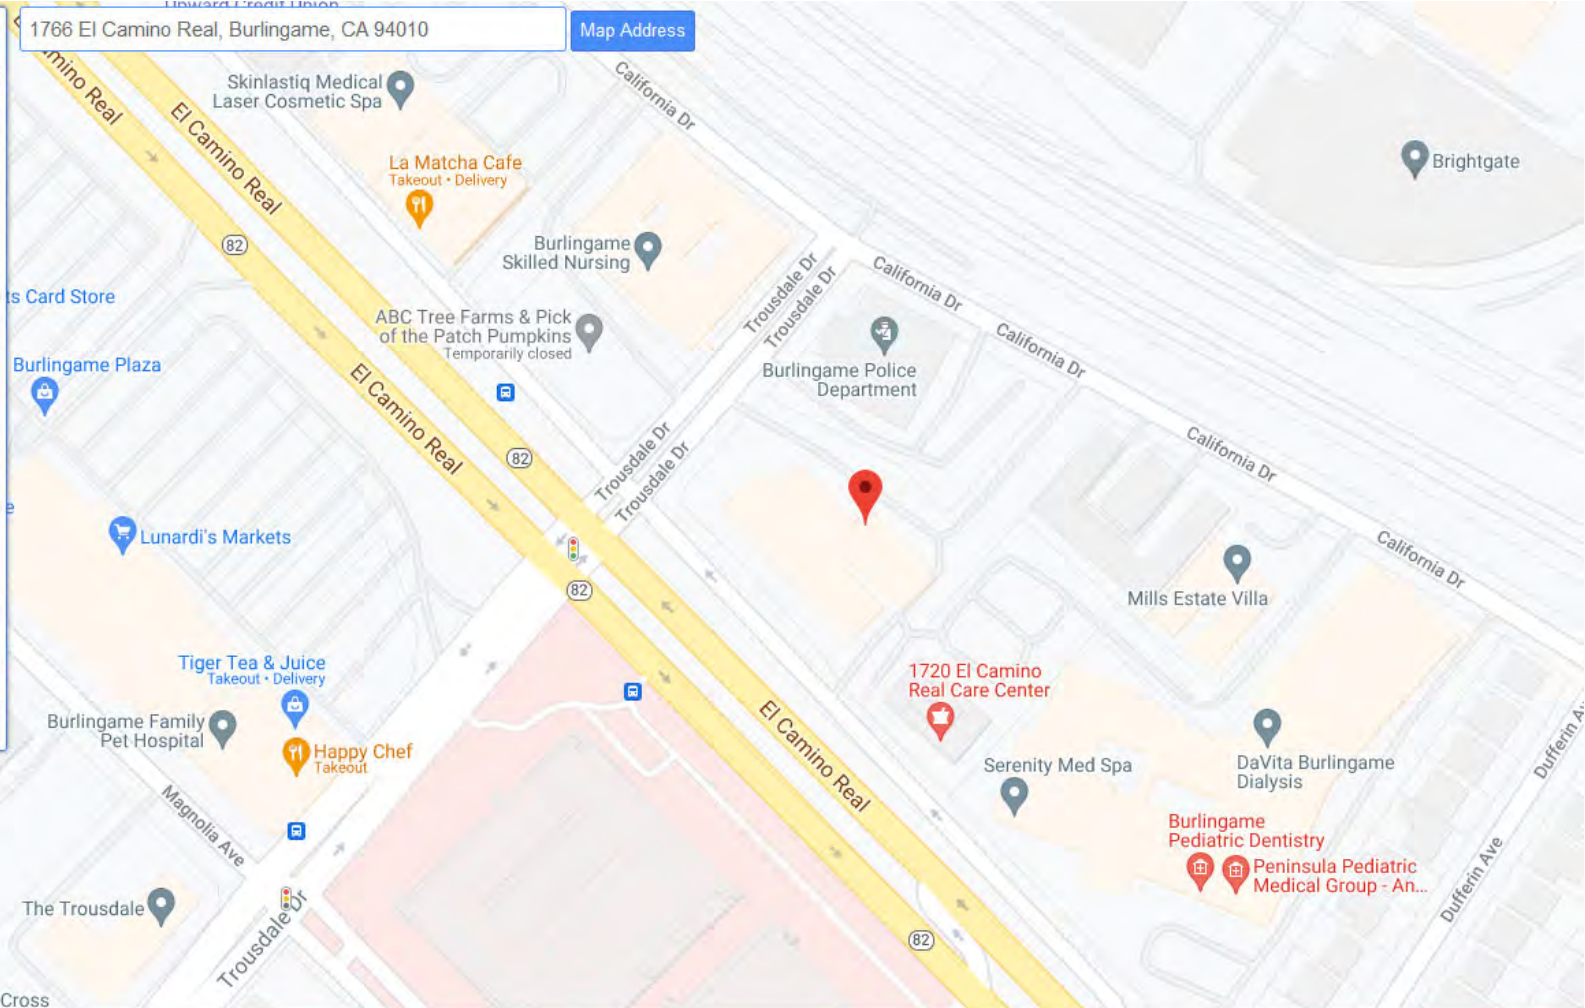 Upward Credit Union
1766 El Camino Real, Burlingame, CA 94010
Map Address
mino Real
El Camino Real
Skinlastiq Medical
Laser Cosmetic Spa
California Dr
La Matcha Cafe
Takeout • Delivery
Brightgate
82
Burlingame
Skilled Nursing
Trousdale Dr
Trousdale Dr
California Dr
ts Card Store
ABC Tree Farms & Pick
of the Patch Pumpkins
Temporarily closed
California Dr
Burlingame Plaza
Burlingame Police
Department
El Camino Real
82
Trousdale Dr
Trousdale Dr
California Dr
e
Lunardi's Markets
California Dr
82
Mills Estate Villa
Tiger Tea & Juice
Takeout • Delivery
1720 El Camino
Real Care Center
Burlingame Family
Pet Hospital
Happy Chef
Takeout
El Camino Real
Serenity Med Spa
DaVita Burlingame
Dialysis
Dufferin Av
Magnolia Ave
Burlingame
Pediatric Dentistry
Peninsula Pediatric
Medical Group - An...
Dufferin Ave
The Trousdale
Trousdale Dr
82
Cross